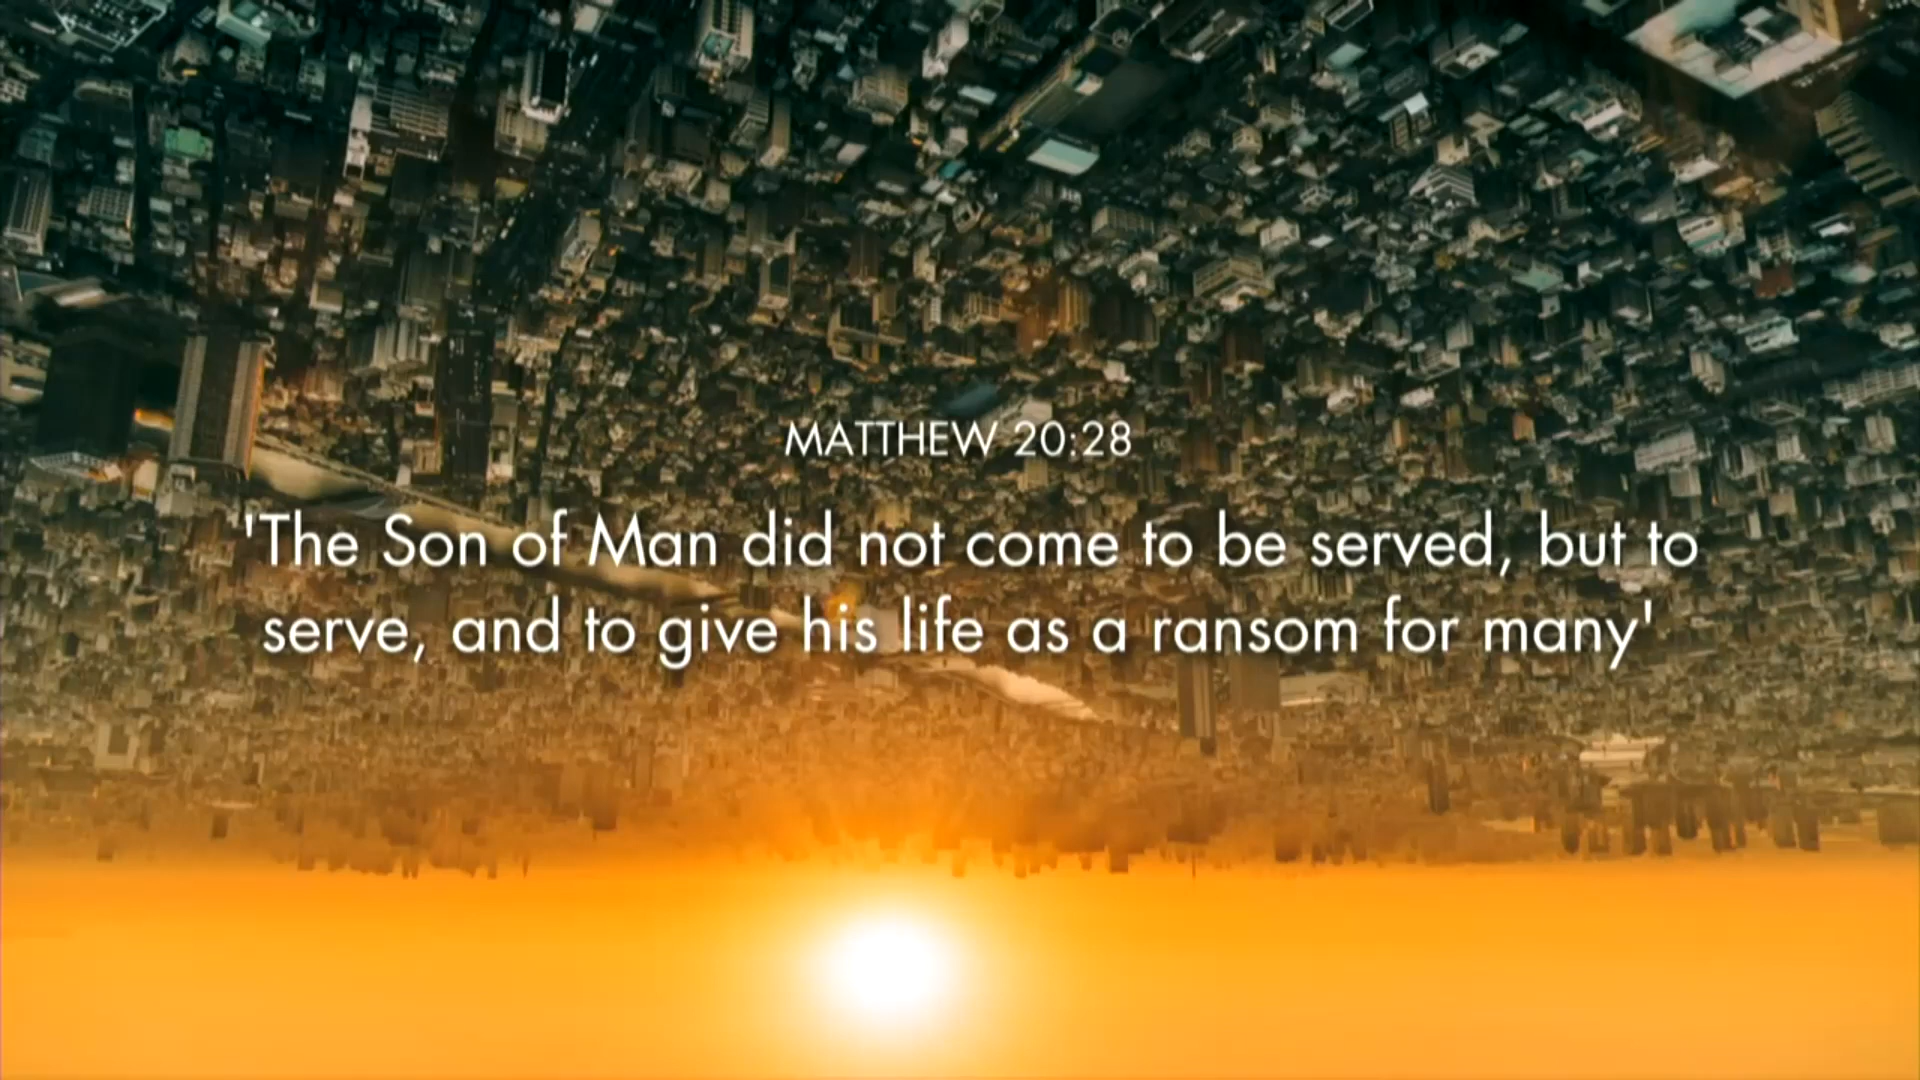 MATTHEW 20:28
'The Son of Man did not come to be served, but to
serve, and to give his life as a ransom for many'